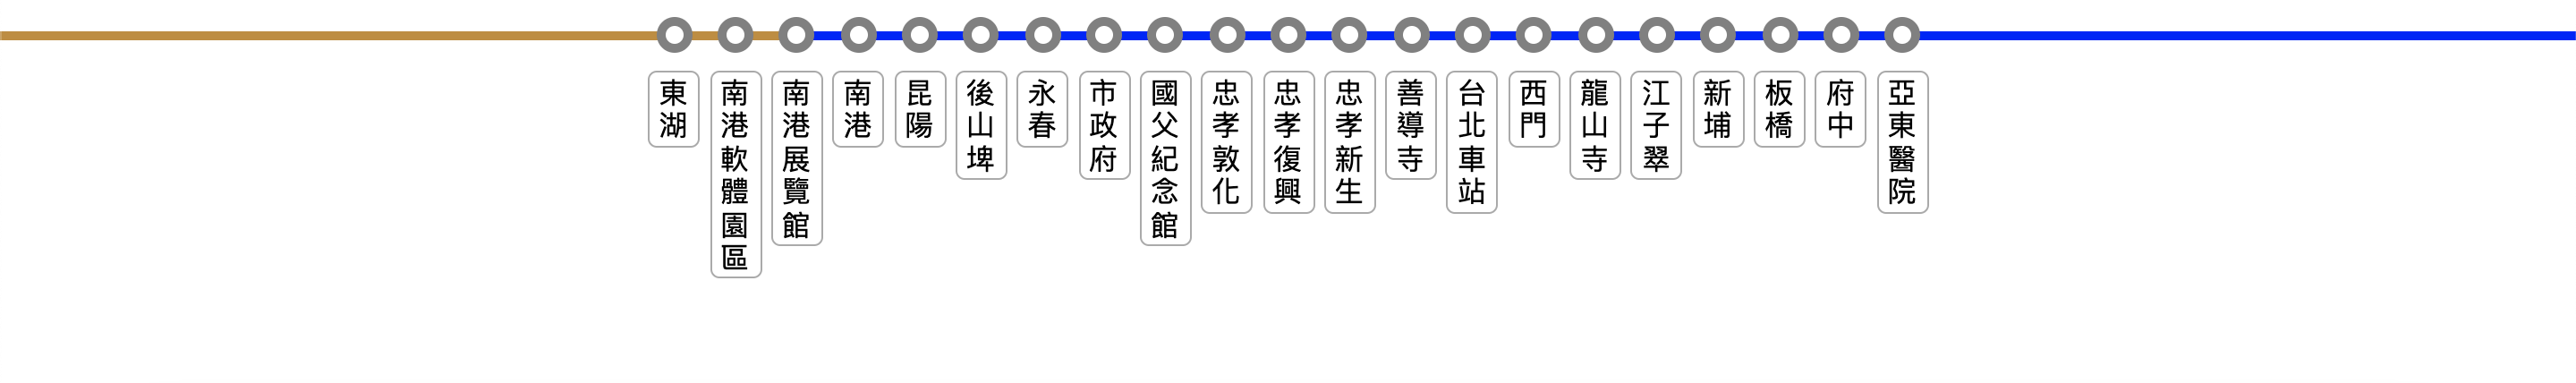 東湖
南港軟體園區
南港展覽館
南港
昆陽
後山埤
永春
市政府
國父紀念館
忠孝敦化
忠孝復興
忠孝新生
善導寺
台北車站
西門
龍山寺
江子翠
新埔
板橋
府中
亞東醫院